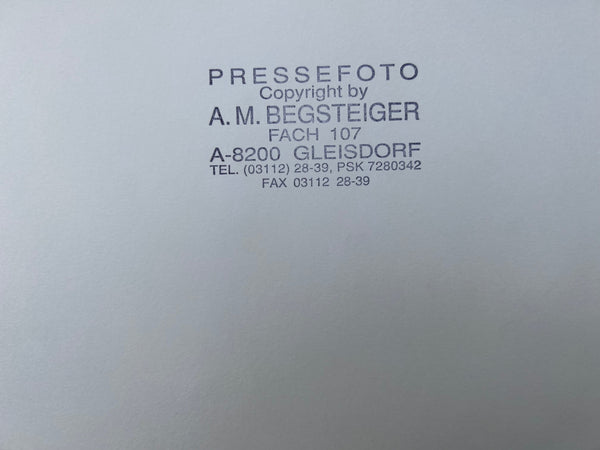 PRESSEFOTO
Copyright by
A. M. BEGSTEIGER
FACH 107
A-8200 GLEISDORF
TEL. (03112) 28-39, PSK 7280342
FAX 03112 28-39